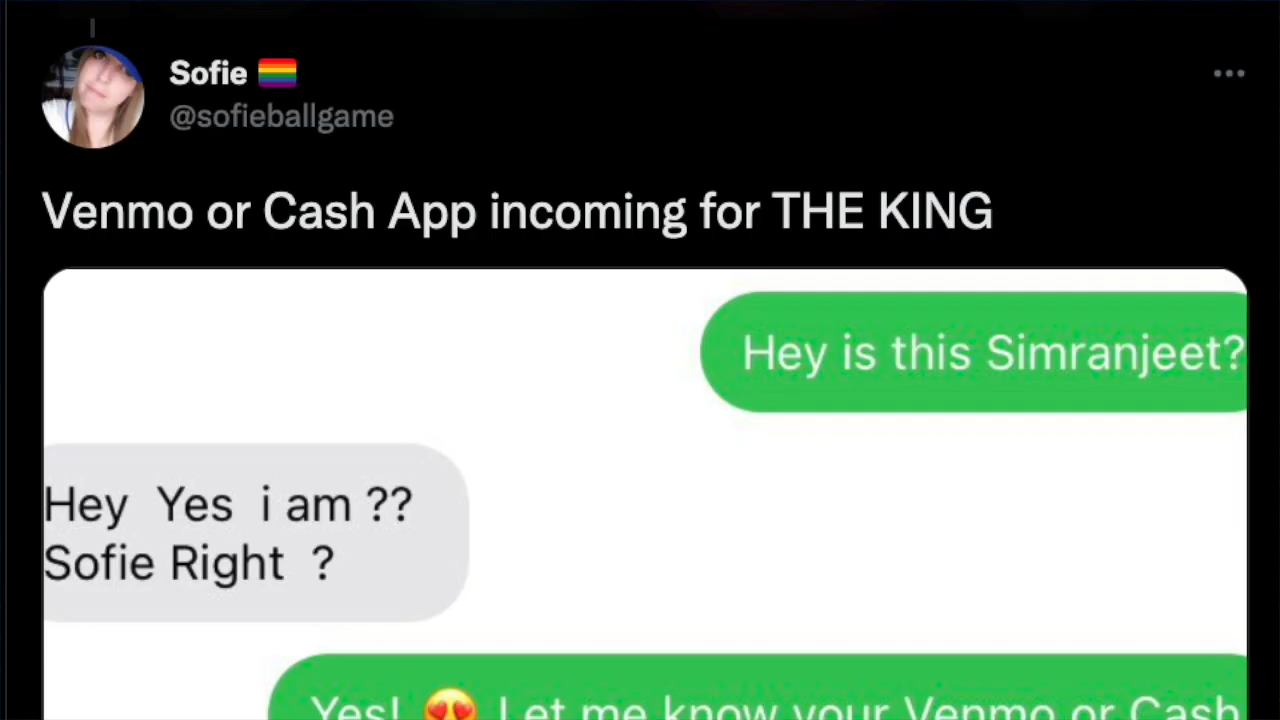 Sofie 🏳️‍🌈
@sofieballgame
Venmo or Cash App incoming for THE KING
Hey is this Simranjeet?
Hey Yes i am ??
Sofie Right ?
Yes! 😍 Let me know your Venmo or Cash